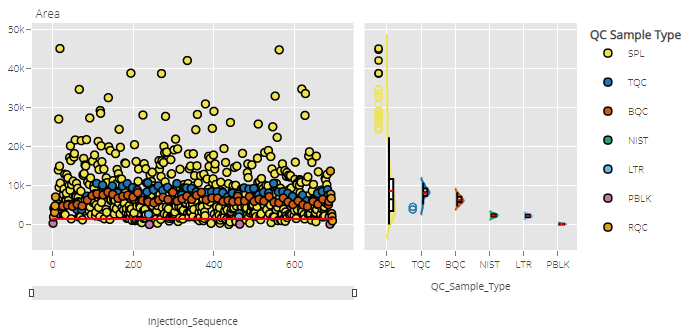 Area
50k
40k
30k
20k
10k
0
0
200
400
600
Injection_Sequence
SPL
TQC
BQC
NIST
LTR
PBLK
QC_Sample_Type
QC Sample Type
SPL
TQC
BQC
NIST
LTR
PBLK
RQC